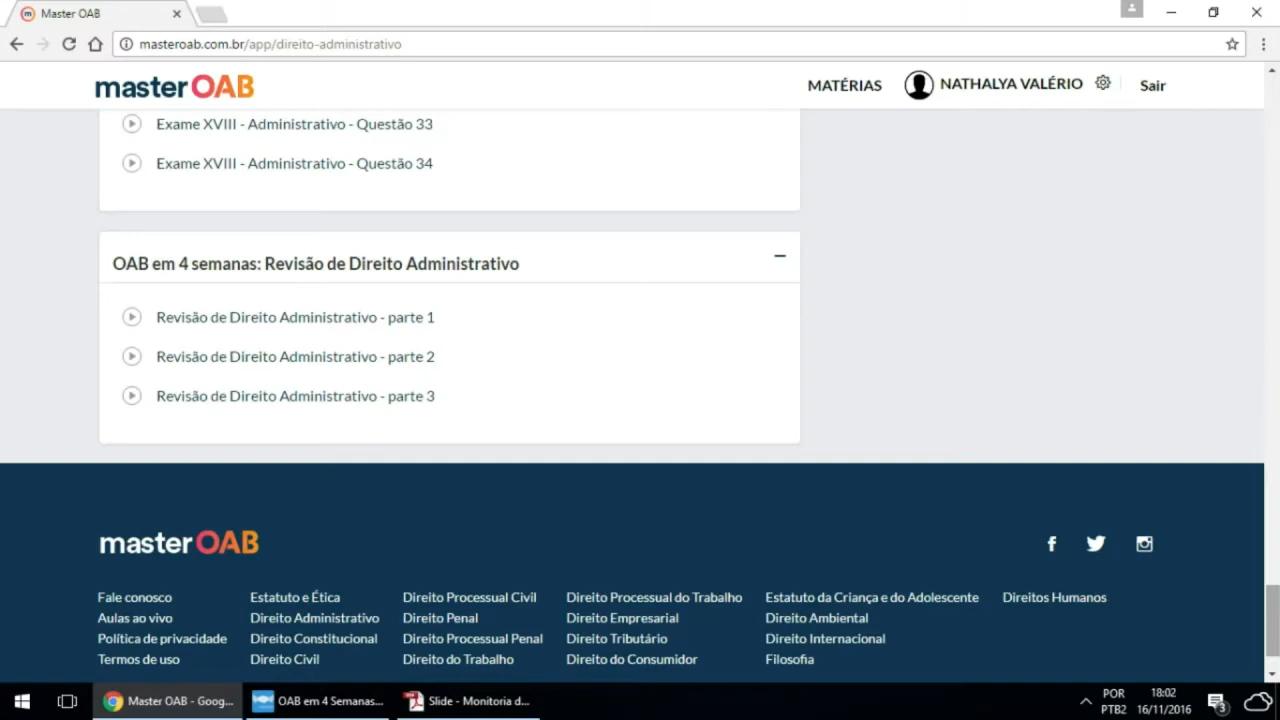 Master OAB
masteroab.com.br/app/direito-administrativo
master OAB
MATÉRIAS
NATHALYA VALÉRIO
Sair
Exame XVIII - Administrativo - Questão 33
Exame XVIII - Administrativo - Questão 34
OAB em 4 semanas: Revisão de Direito Administrativo
Revisão de Direito Administrativo - parte 1
Revisão de Direito Administrativo - parte 2
Revisão de Direito Administrativo - parte 3
master OAB
Fale conosco
Aulas ao vivo
Política de privacidade
Termos de uso
Estatuto e Ética
Direito Administrativo
Direito Constitucional
Direito Civil
Direito Processual Civil
Direito Penal
Direito Processual Penal
Direito do Trabalho
Direito Processual do Trabalho
Direito Empresarial
Direito Tributário
Direito do Consumidor
Estatuto da Criança e do Adolescente
Direito Ambiental
Direito Internacional
Filosofia
Direitos Humanos
Master OAB - Goog...
OAB em 4 Semanas...
Slide - Monitoria d...
POR
PTB2
18:02
16/11/2016
3